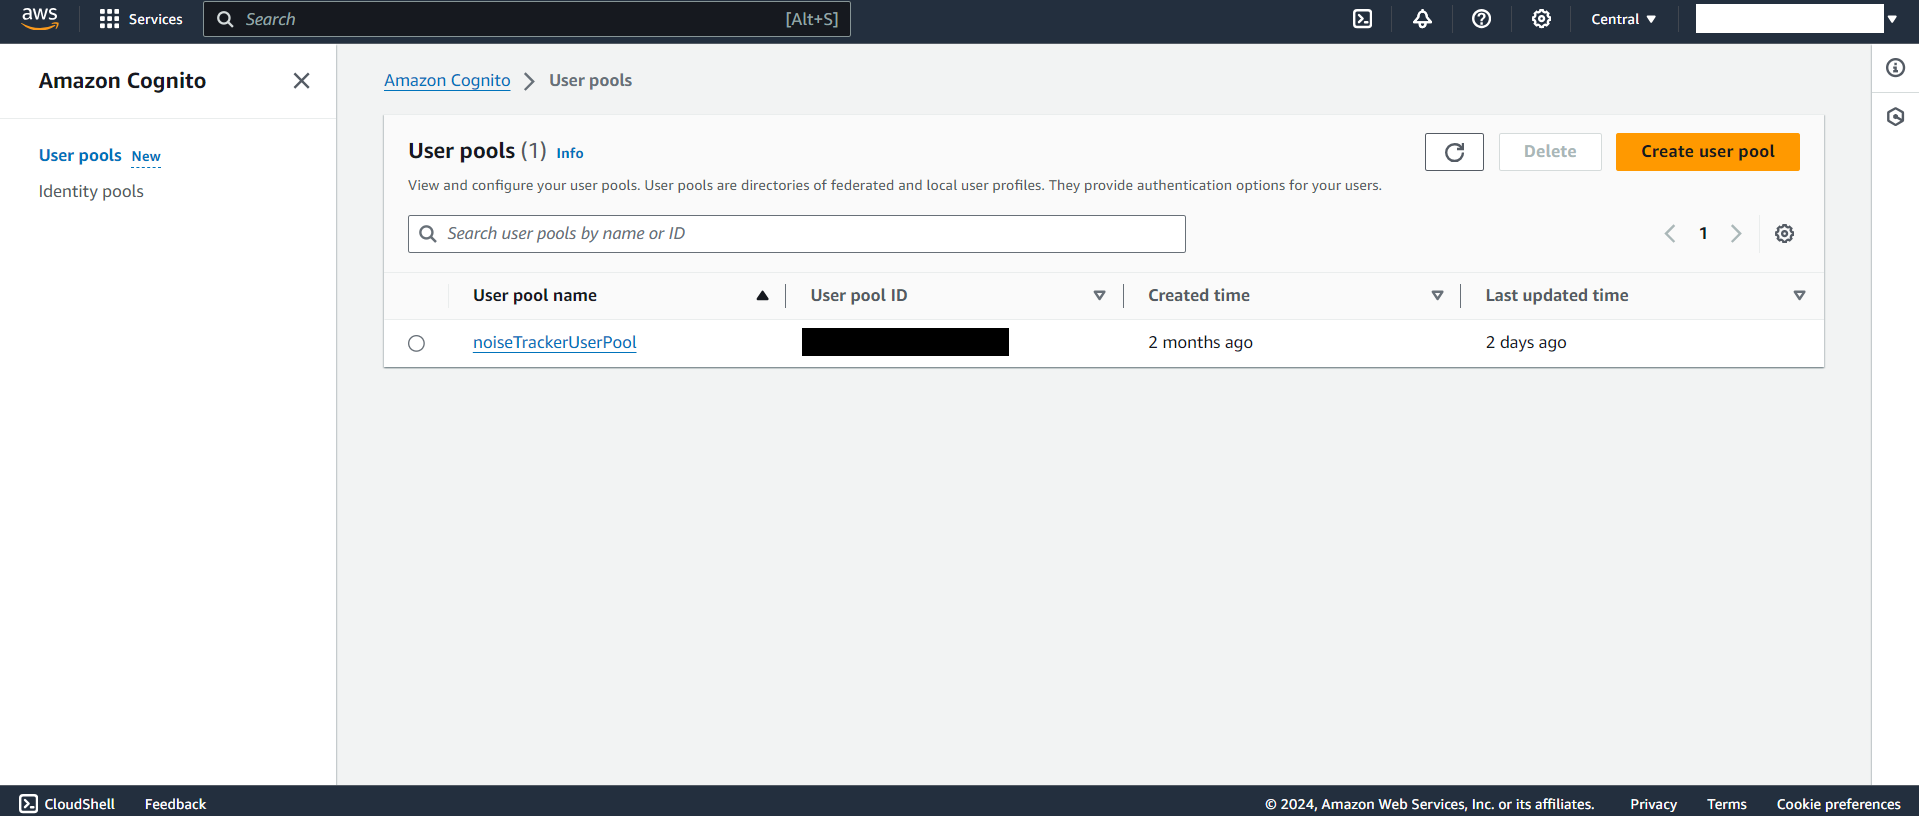 aws
Services
Search [Alt+S]
Central
Amazon Cognito
User pools New
Identity pools
Amazon Cognito User pools
User pools (1) Info
Delete
Create user pool
View and configure your user pools. User pools are directories of federated and local user profiles. They provide authentication options for your users.
Search user pools by name or ID
1
User pool name User pool ID Created time Last updated time
noiseTrackerUserPool 2 months ago 2 days ago
CloudShell Feedback © 2024, Amazon Web Services, Inc. or its affiliates. Privacy Terms Cookie preferences